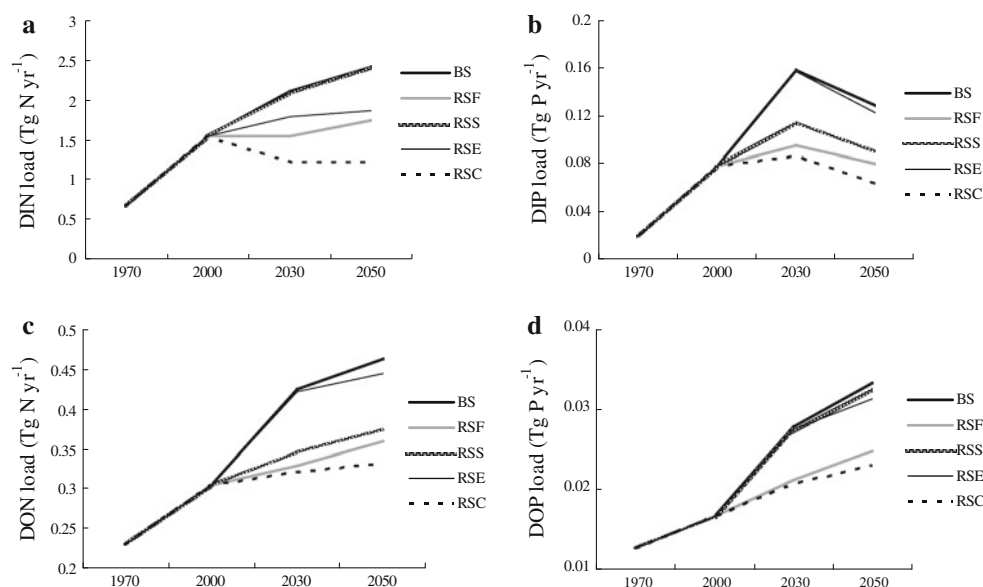 a
DIN load (Tg N yr-1)
3
2.5
2
1.5
1
0.5
0
1970 2000 2030 2050
BS
RSF
RSS
RSE
RSC
b
DIP load (Tg P yr-1)
0.2
0.16
0.12
0.08
0.04
0
1970 2000 2030 2050
BS
RSF
RSS
RSE
RSC
c
DON load (Tg N yr-1)
0.5
0.45
0.4
0.35
0.3
0.25
0.2
1970 2000 2030 2050
BS
RSF
RSS
RSE
RSC
d
DOP load (Tg P yr-1)
0.04
0.03
0.02
0.01
1970 2000 2030 2050
BS
RSF
RSS
RSE
RSC